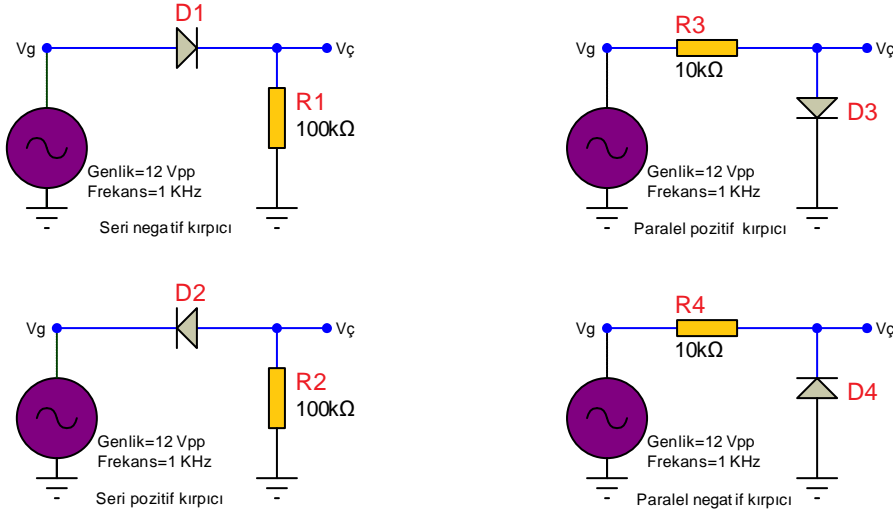 D1
Vg
Vç
R1
100kΩ
Genlik=12 Vpp
Frekans=1 KHz
Seri negatif kırpıcı
R3
Vg
10kΩ
Vç
D3
Genlik=12 Vpp
Frekans=1 KHz
Paralel pozitif kırpıcı
D2
Vg
Vç
R2
100kΩ
Genlik=12 Vpp
Frekans=1 KHz
Seri pozitif kırpıcı
R4
Vg
10kΩ
Vç
D4
Genlik=12 Vpp
Frekans=1 KHz
Paralel negatif kırpıcı